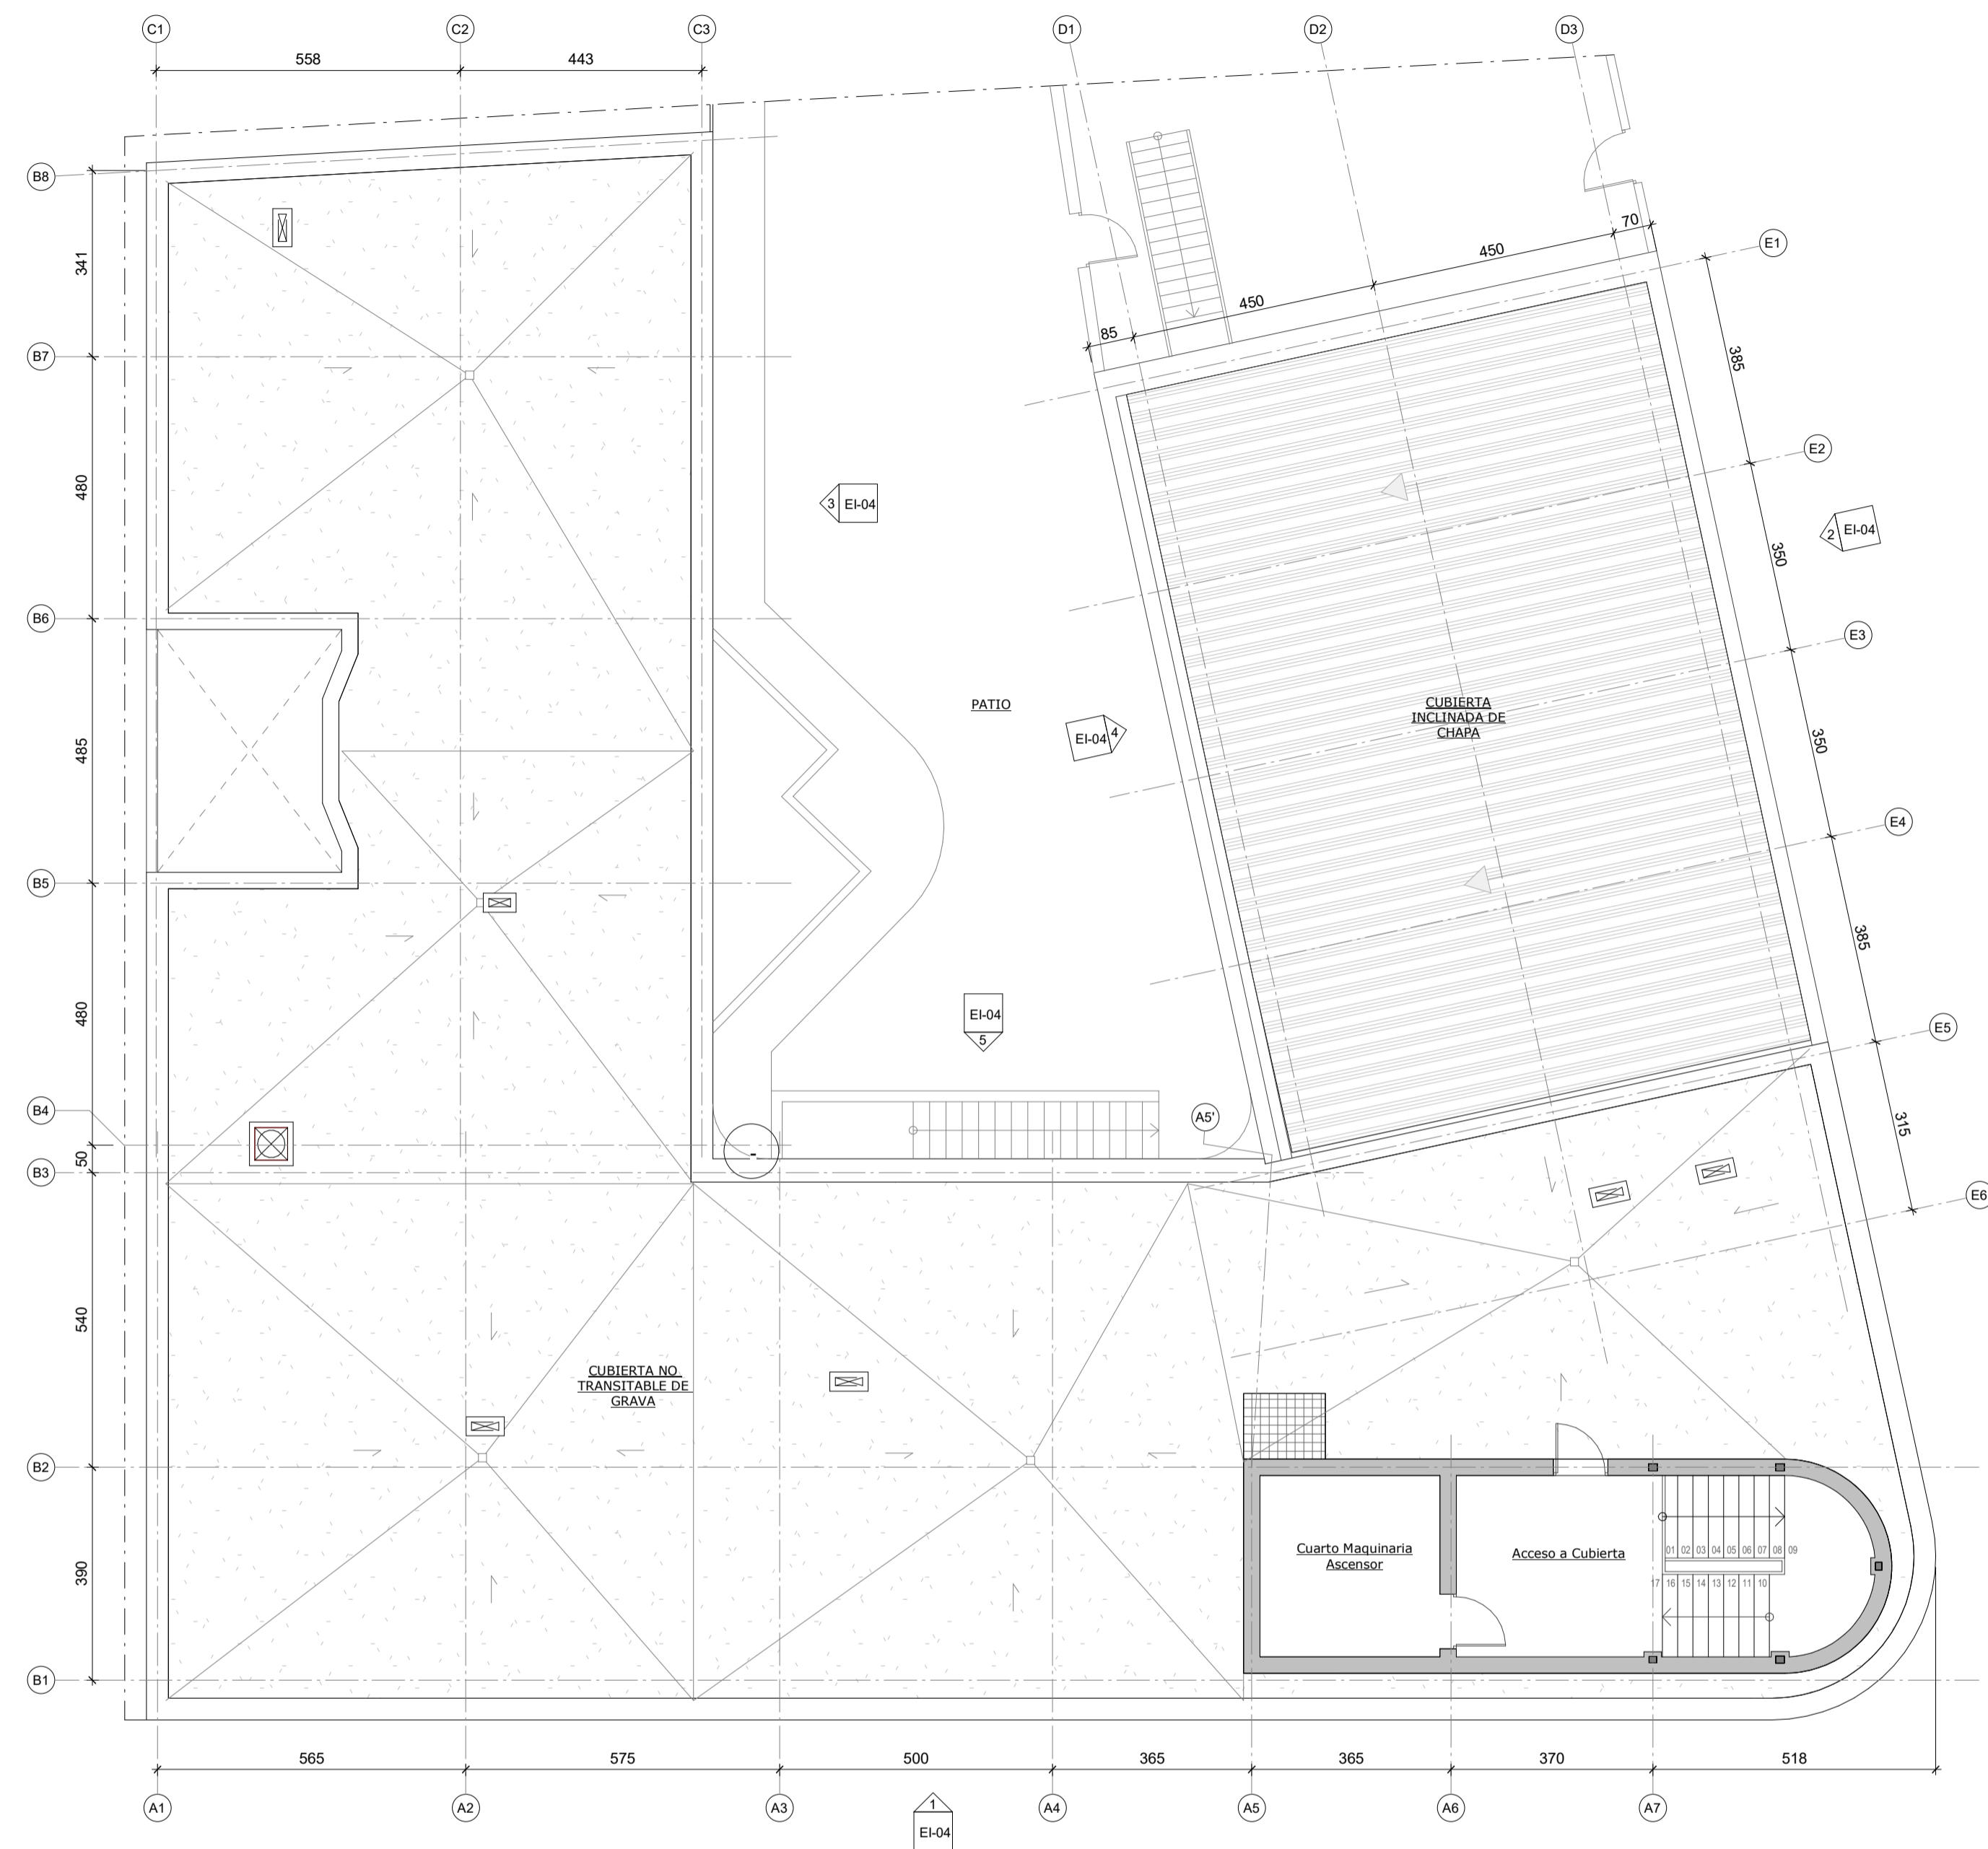 C1
C2
C3
D1
D2
D3
558
443
B8
341
B7
480
B6
485
B5
480
B4
50
B3
540
B2
390
B1
70
450
450
85
E1
385
E2
350
E3
350
E4
385
E5
315
E6
3 EI-04
2 EI-04
EI-04 4
EI-04
5
PATIO
CUBIERTA
INCLINADA DE
CHAPA
A5'
-
CUBIERTA NO
TRANSITABLE DE
GRAVA
Cuarto Maquinaria
Ascensor
Acceso a Cubierta
01 02 03 04 05 06 07 08 09
17 16 15 14 13 12 11 10
565
575
500
365
365
370
518
A1
A2
A3
A4
A5
A6
A7
1
EI-04